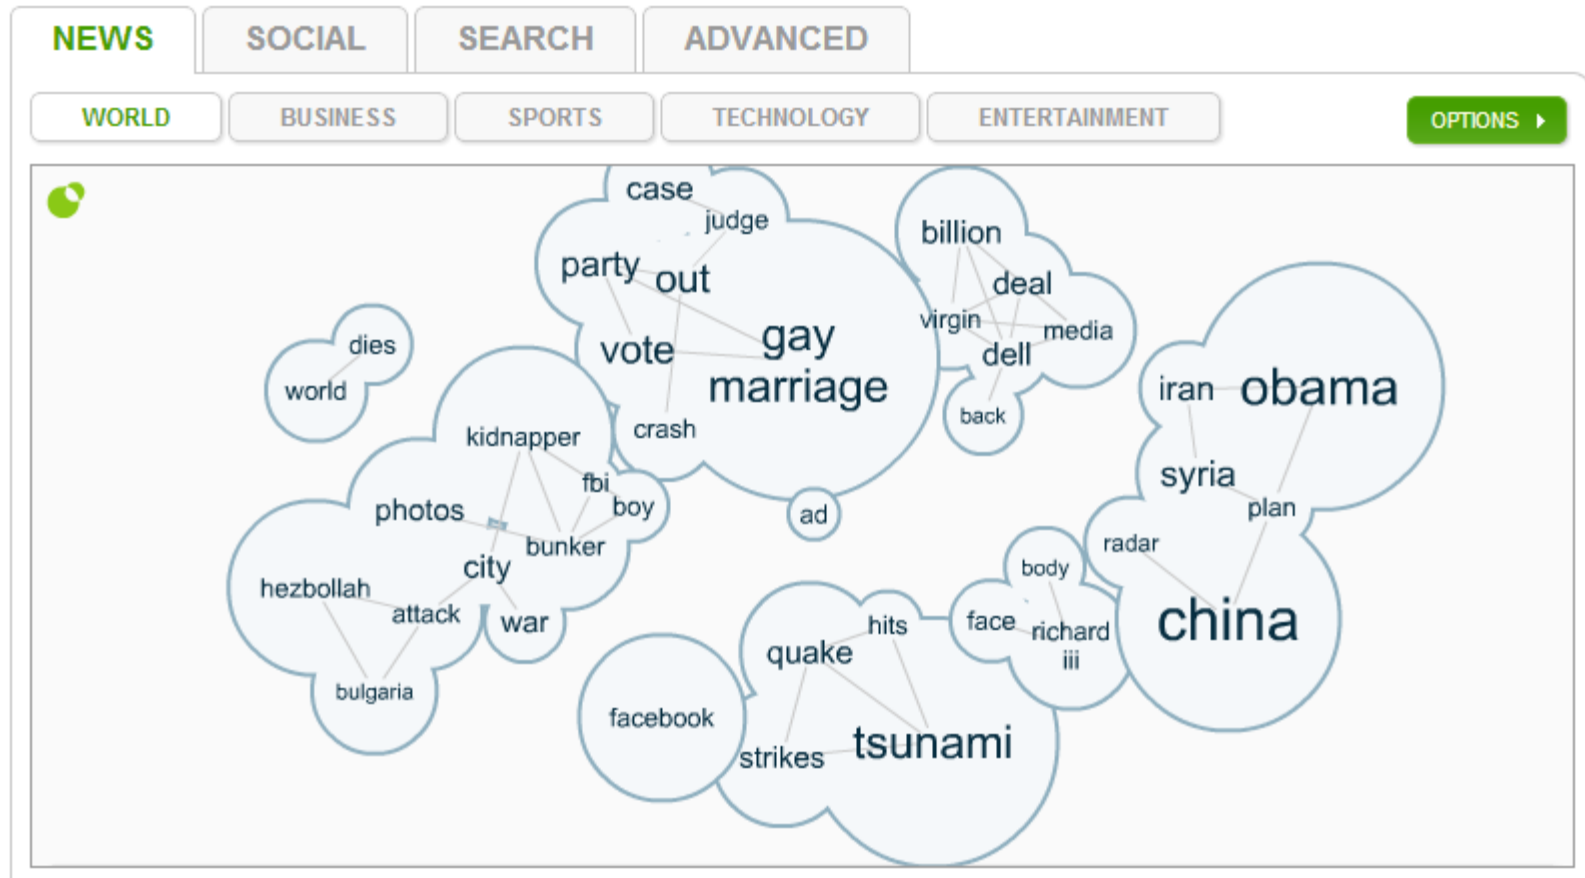 NEWS
SOCIAL
SEARCH
ADVANCED
WORLD
BUSINESS
SPORTS
TECHNOLOGY
ENTERTAINMENT
OPTIONS
case
judge
party
out
vote
gay
marriage
crash
billion
deal
virgin
media
dell
back
dies
world
iran
obama
syria
plan
radar
china
kidnapper
fbi
boy
photos
bunker
city
hezbollah
attack
war
bulgaria
ad
body
face
richard
iii
hits
quake
tsunami
strikes
facebook